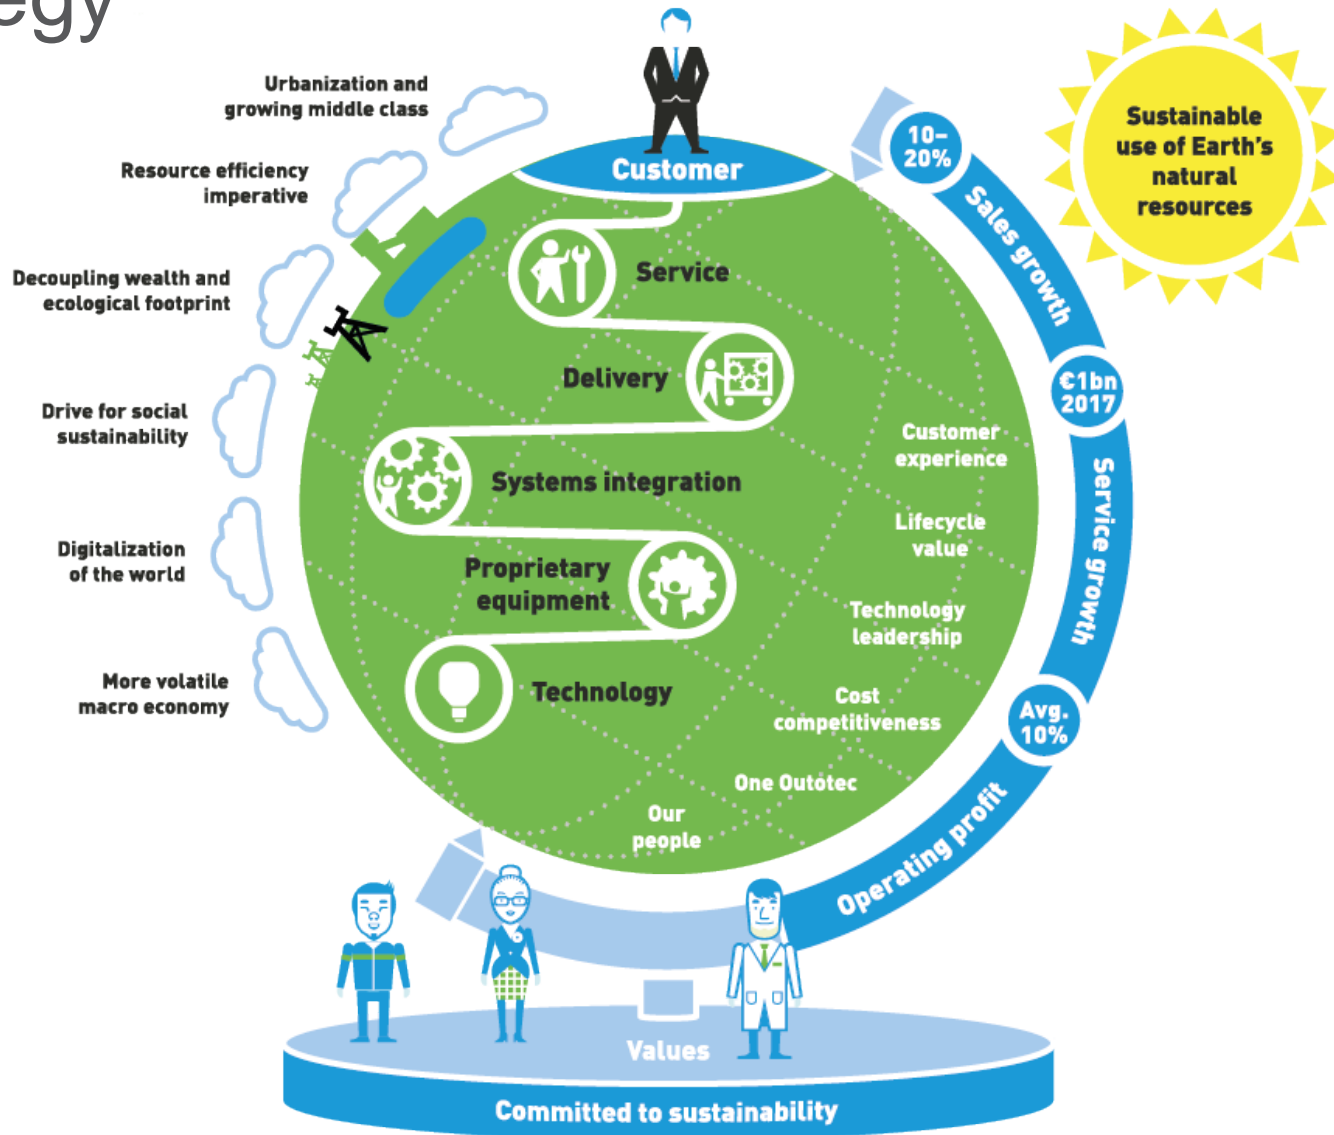 egy
Urbanization and
growing middle class
Resource efficiency
imperative
Decoupling wealth and
ecological footprint
Drive for social
sustainability
Digitalization
of the world
More volatile
macro economy
Customer
Service
Delivery
Systems integration
Proprietary
equipment
Technology
Customer
experience
Lifecycle
value
Technology
leadership
Cost
competitiveness
One Outotec
Our
people
10–
20%
Sales growth
€1bn
2017
Service growth
Avg.
10%
Operating profit
Sustainable
use of Earth's
natural
resources
Values
Committed to sustainability